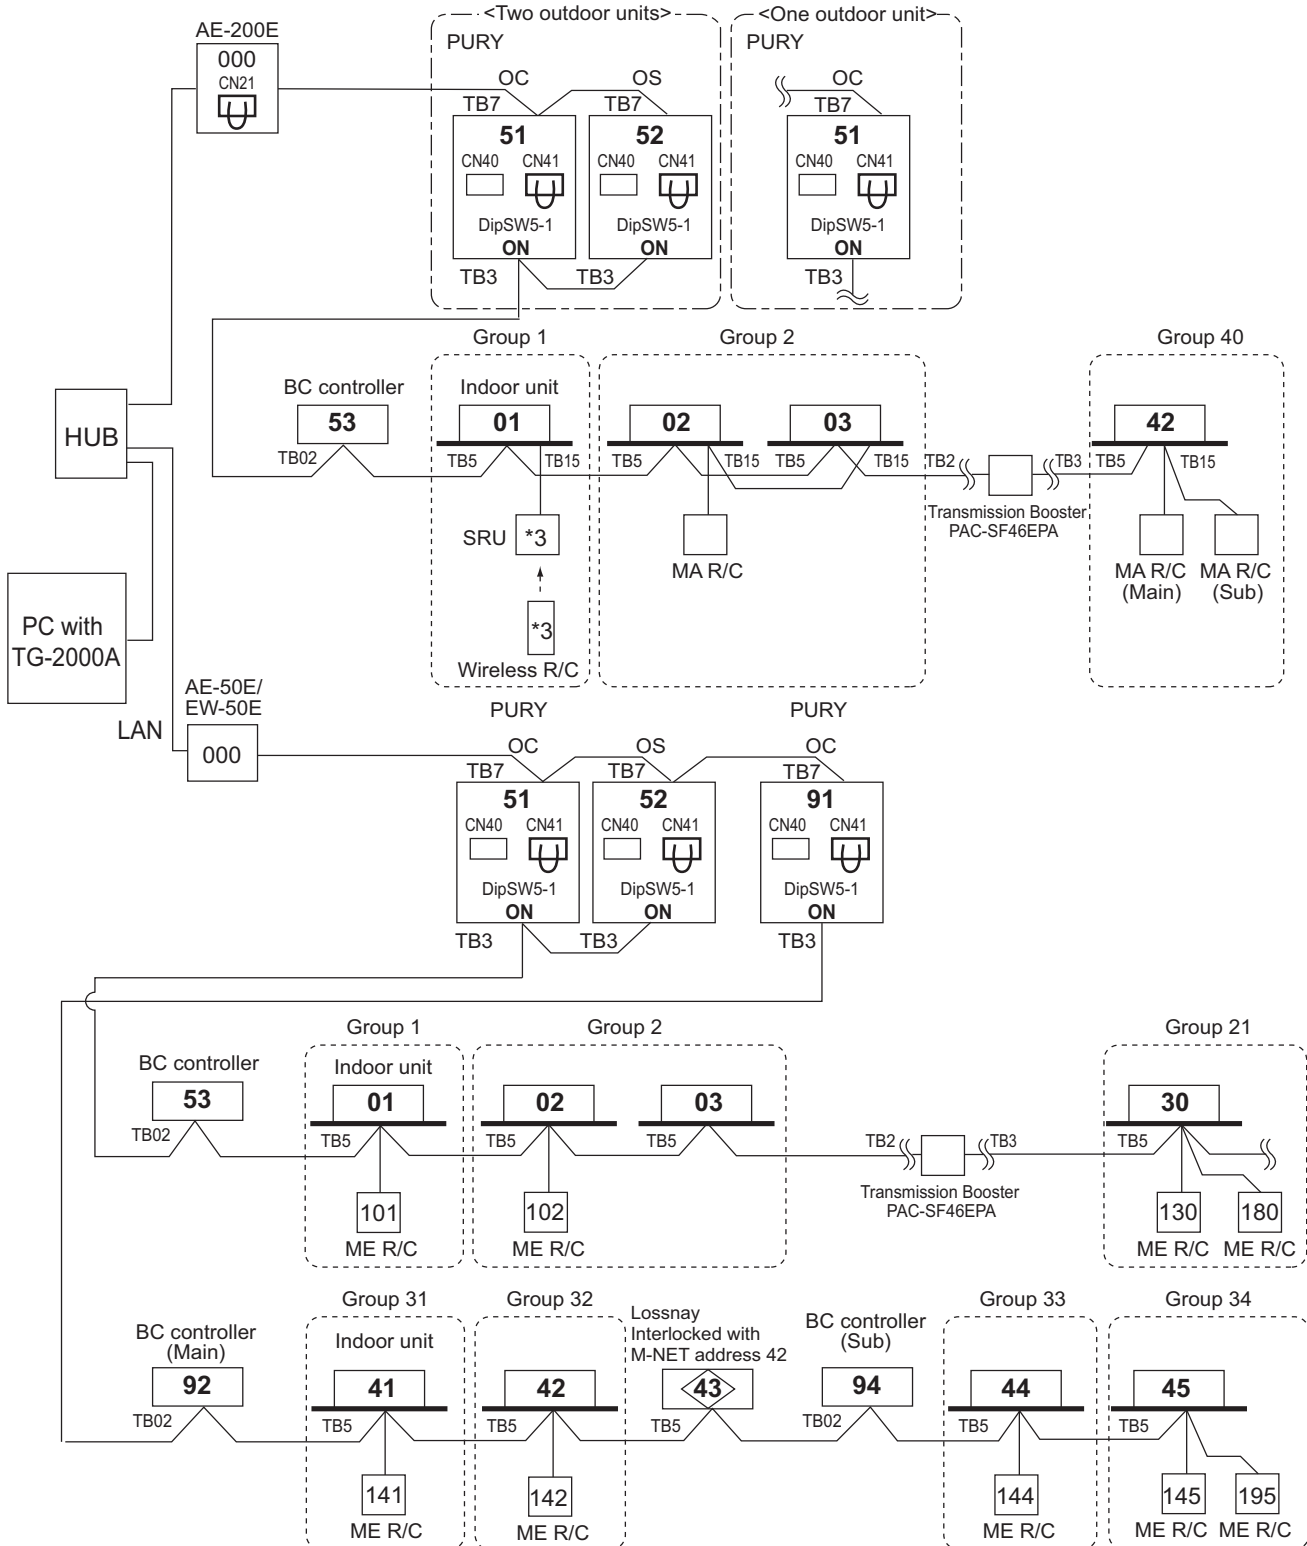 <Two outdoor units>
<One outdoor unit>
AE-200E
PURY
PURY
000
CN21
OC
OS
OC
TB7
TB7
TB7
51
52
51
CN40 CN41
CN40 CN41
CN40 CN41
DipSW5-1
DipSW5-1
DipSW5-1
ON
ON
ON
TB3
TB3
TB3
Group 1
Group 2
Group 40
HUB
BC controller
Indoor unit
53
01
02
03
42
TB02
TB5
TB15
TB5
TB15
TB5
TB15
TB2
TB3
TB5
TB15
Transmission Booster
PAC-SF46EPA
SRU
*3
MA R/C
MA R/C
(Main)
MA R/C
(Sub)
*3
Wireless R/C
PC with
TG-2000A
LAN
AE-50E/
EW-50E
000
PURY
PURY
OC
OS
OC
TB7
TB7
TB7
51
52
91
CN40 CN41
CN40 CN41
CN40 CN41
DipSW5-1
DipSW5-1
DipSW5-1
ON
ON
ON
TB3
TB3
TB3
Group 1
Group 2
Group 21
BC controller
Indoor unit
53
01
02
03
30
TB02
TB5
TB5
TB5
TB2
TB3
TB5
Transmission Booster
PAC-SF46EPA
101
102
130
180
ME R/C
ME R/C
ME R/C
ME R/C
Group 31
Group 32
Group 33
Group 34
BC controller
(Main)
Indoor unit
Lossnay
Interlocked with
M-NET address 42
BC controller
(Sub)
92
41
42
43
94
44
45
TB02
TB5
TB5
TB5
TB02
TB5
TB5
141
142
144
145
195
ME R/C
ME R/C
ME R/C
ME R/C
ME R/C